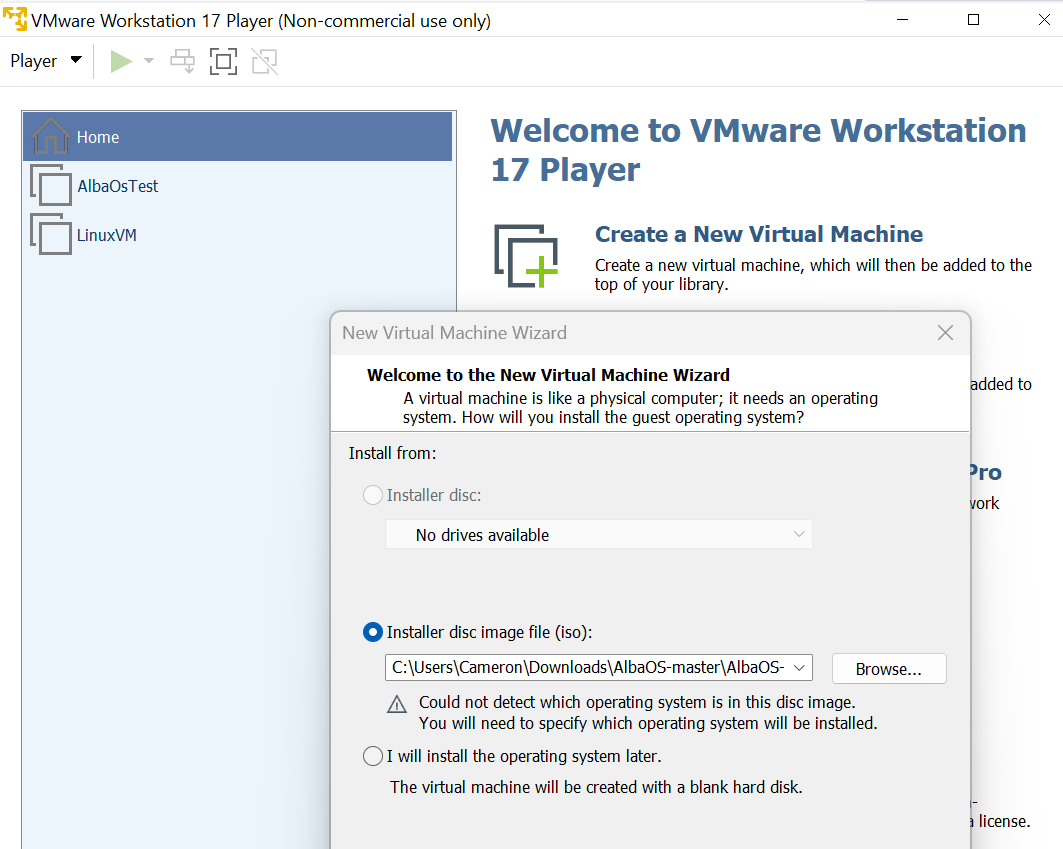 VMware Workstation 17 Player (Non-commercial use only)
Player
Home
AlbaOsTest
LinuxVM
Welcome to VMware Workstation
17 Player
Create a New Virtual Machine
Create a new virtual machine, which will then be added to the
top of your library.
added to
Pro
work
a license.
New Virtual Machine Wizard
Welcome to the New Virtual Machine Wizard
A virtual machine is like a physical computer; it needs an operating
system. How will you install the guest operating system?
Install from:
Installer disc:
No drives available
Installer disc image file (iso):
C:\Users\Cameron\Downloads\AlbaOS-master\AlbaOS-
Browse...
Could not detect which operating system is in this disc image.
You will need to specify which operating system will be installed.
I will install the operating system later.
The virtual machine will be created with a blank hard disk.